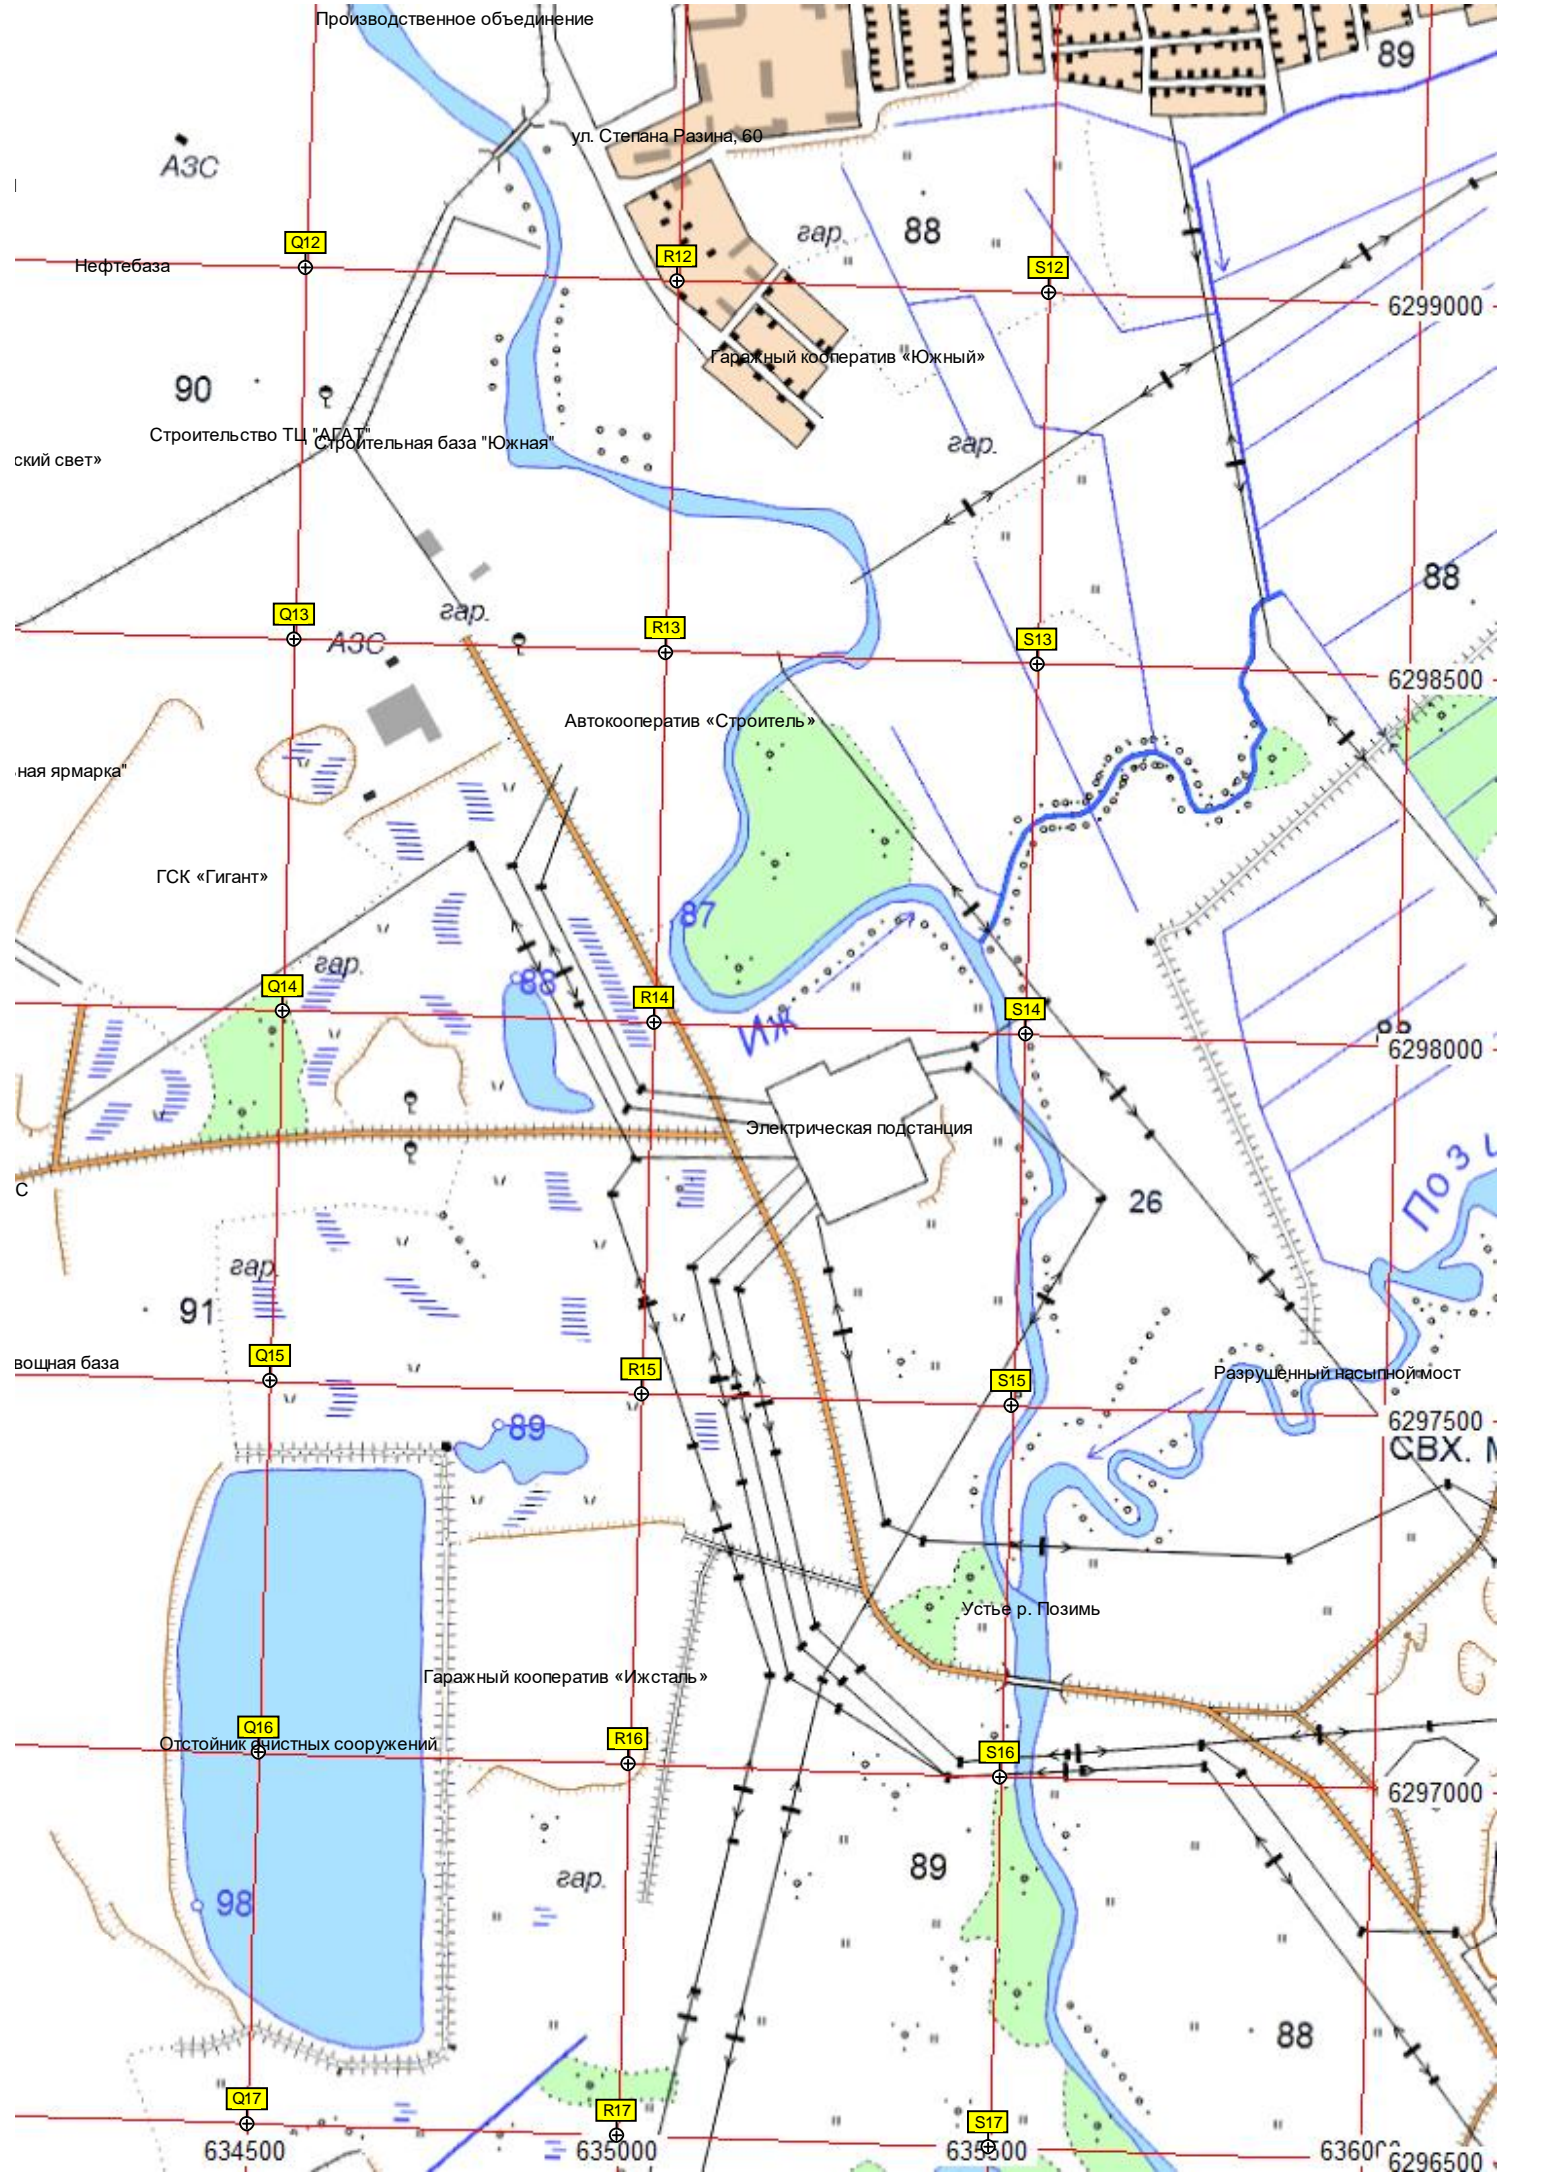 Производственное объединение
89
ул. Степана Разина, 60
АЗС
гар.
88
Q12
R12
S12
Нефтебаза
6299000
Гаражный кооператив «Южный»
90
Строительство ТЦ "АГАТ"
Строительная база "Южная"
гар.
ский свет»
88
гар.
Q13
R13
S13
АЗС
6298500
Автокооператив «Строитель»
ная ярмарка"
ГСК «Гигант»
87
гар.
88
Q14
R14
S14
Иж
6298000
Электрическая подстанция
Поз
С
26
гар.
91
вощная база
Q15
R15
S15
Разрушенный насыпной мост
6297500
89
СВХ.
Устье р. Позимь
Гаражный кооператив «Ижсталь»
Q16
R16
S16
Отстойник очистных сооружений
6297000
89
гар.
98
88
Q17
R17
S17
634500
635000
635500
6296500